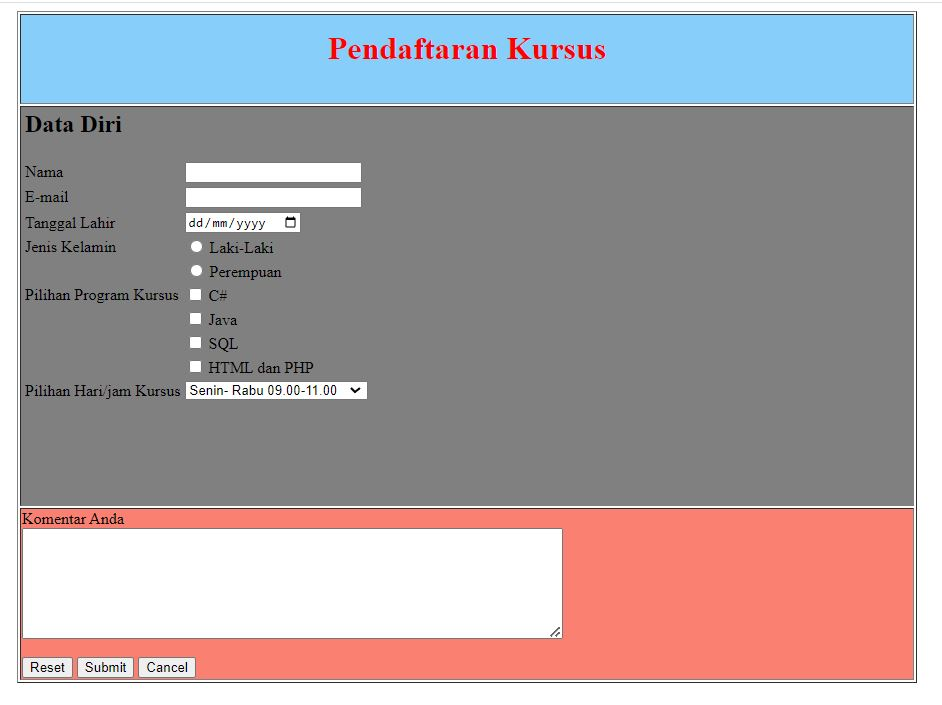 Pendaftaran Kursus
Data Diri
Nama
E-mail
Tanggal Lahir dd/mm/yyyy
Jenis Kelamin Laki-Laki
Perempuan
Pilihan Program Kursus C#
Java
SQL
HTML dan PHP
Pilihan Hari/jam Kursus Senin- Rabu 09.00-11.00
Komentar Anda
Reset Submit Cancel